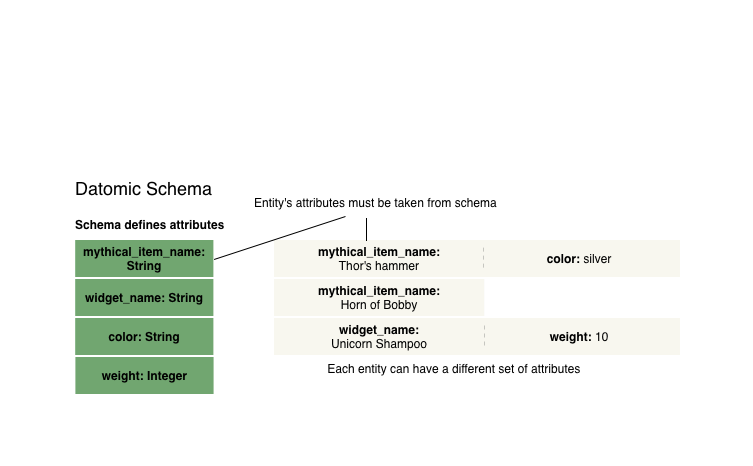 Datomic Schema
Entity's attributes must be taken from schema
Schema defines attributes
mythical_item_name:
String
widget_name: String
color: String
weight: Integer
mythical_item_name:
Thor's hammer
color: silver
mythical_item_name:
Horn of Bobby
widget_name:
Unicorn Shampoo
weight: 10
Each entity can have a different set of attributes